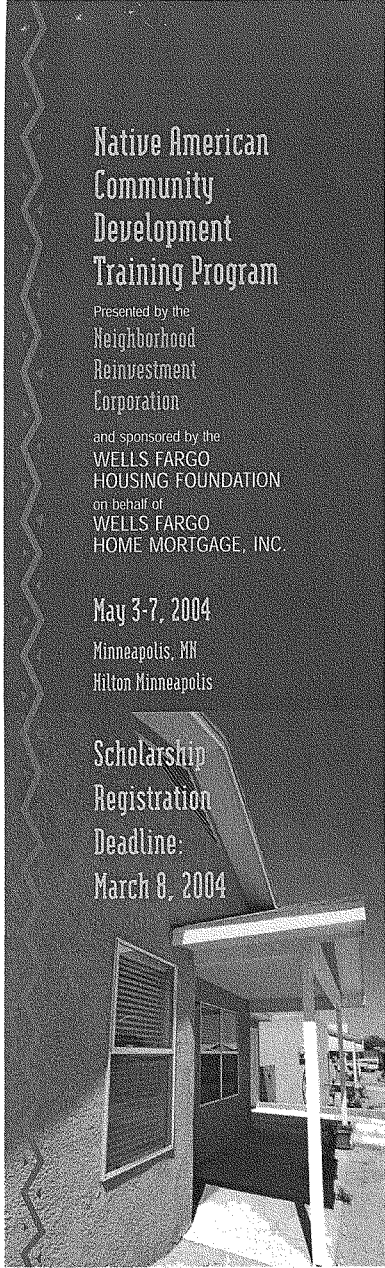 Native American
Community
Development
Training Program
Presented by the
Neighborhood
Reinvestment
Corporation
and sponsored by the
WELLS FARGO
HOUSING FOUNDATION
on behalf of
WELLS FARGO
HOME MORTGAGE, INC.
May 3-7, 2004
Minneapolis, MN
Hilton Minneapolis
Scholarship
Registration
Deadline:
March 8, 2004